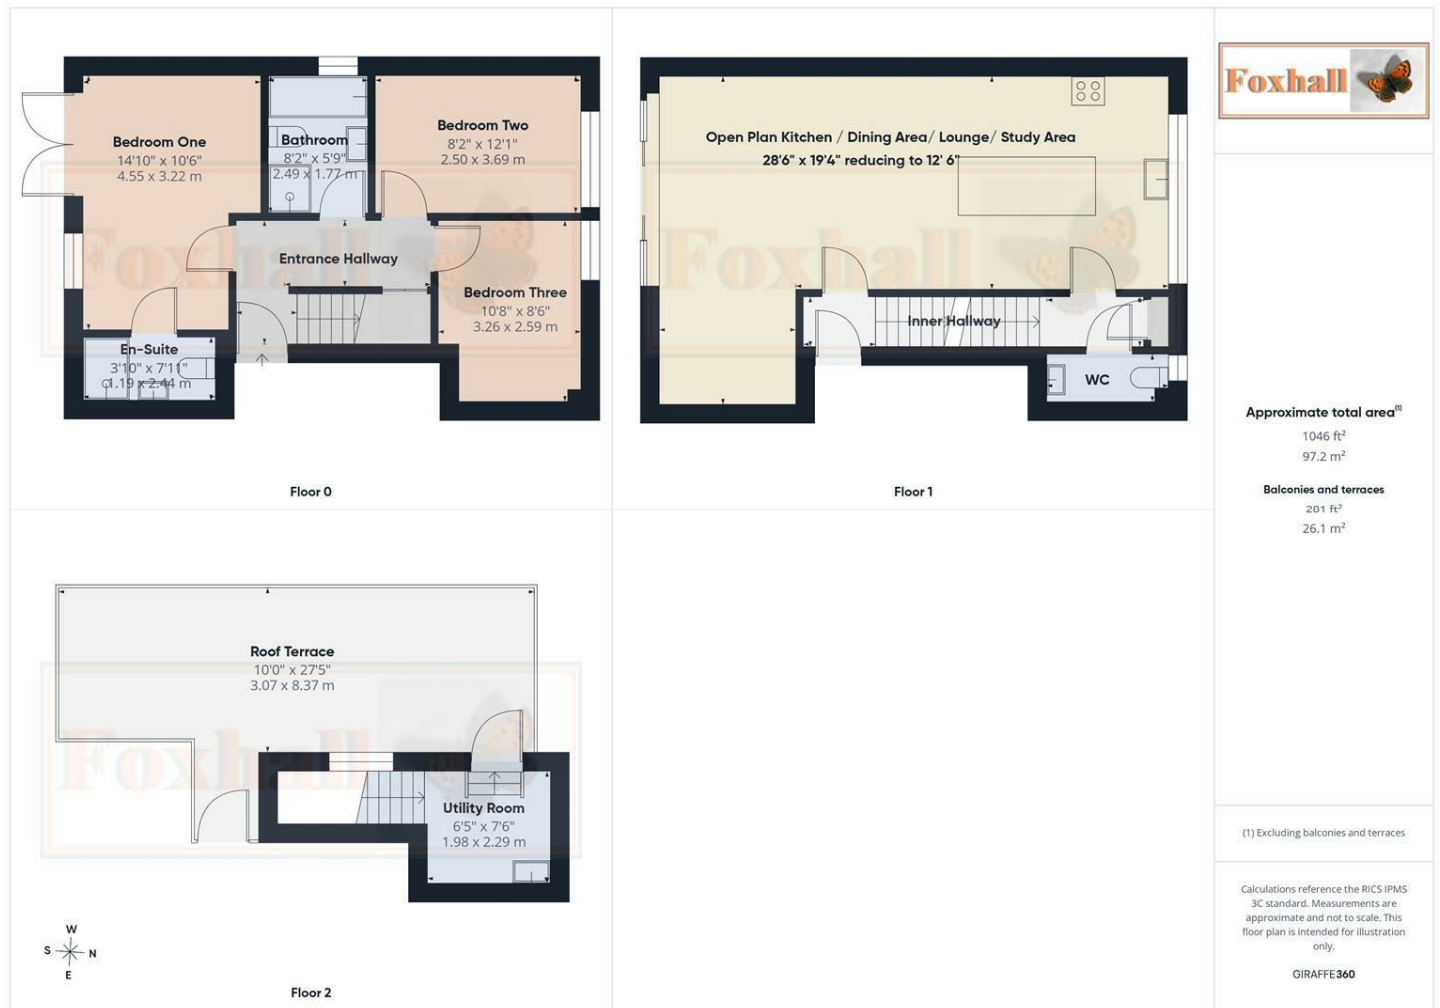 Bedroom One
14'10" x 10'6"
4.55 x 3.22 m
Bathroom
8'2" x 5'9"
2.49 x 1.77 m
Bedroom Two
8'2" x 12'1"
2.50 x 3.69 m
Entrance Hallway
Bedroom Three
10'8" x 8'6"
3.26 x 2.59 m
En-Suite
3'10" x 7'11"
1.19 x 2.44 m
Foxhall
Floor 0
Open Plan Kitchen / Dining Area/ Lounge/ Study Area
28'6" x 19'4" reducing to 12' 6"
Inner Hallway
WC
Foxhall
Floor 1
Roof Terrace
10'0" x 27'5"
3.07 x 8.37 m
Utility Room
6'5" x 7'6"
1.98 x 2.29 m
Foxhall
W
S N
E
Floor 2
Foxhall
Approximate total area(1)
1046 ft²
97.2 m²
Balconies and terraces
281 ft²
26.1 m²
(1) Excluding balconies and terraces
Calculations reference the RICS IPMS
3C standard. Measurements are
approximate and not to scale. This
floor plan is intended for illustration
only.
GIRAFFE360